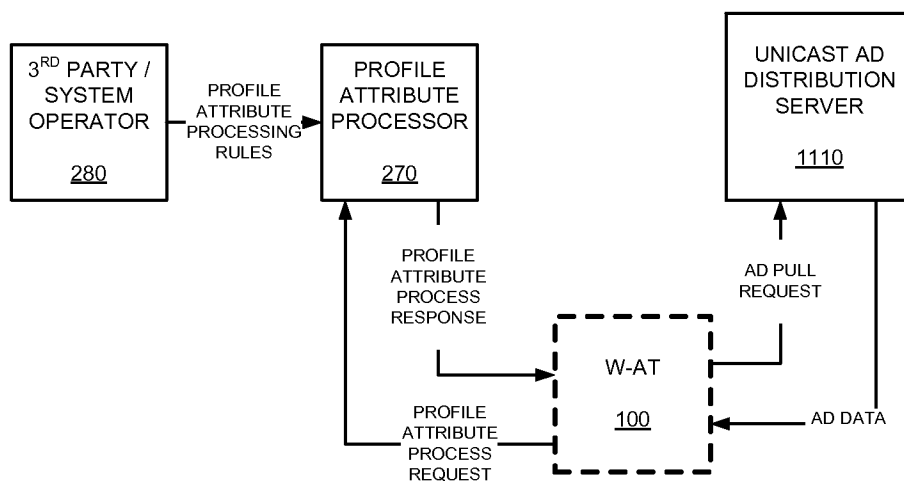 3RD PARTY /
SYSTEM
OPERATOR
280
PROFILE
ATTRIBUTE
PROCESSING
RULES
PROFILE
ATTRIBUTE
PROCESSOR
270
UNICAST AD
DISTRIBUTION
SERVER
1110
PROFILE
ATTRIBUTE
PROCESS
RESPONSE
AD PULL
REQUEST
W-AT
100
PROFILE
ATTRIBUTE
PROCESS
REQUEST
AD DATA